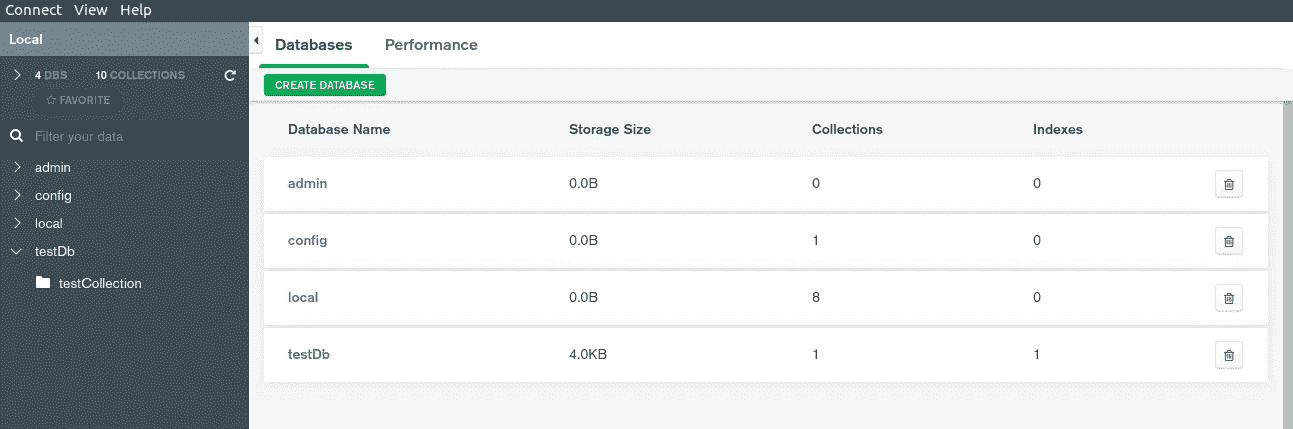 Connect View Help
Local
4 DBS 10 COLLECTIONS
FAVORITE
Filter your data
admin
config
local
testDb
testCollection
Databases Performance
CREATE DATABASE
Database Name Storage Size Collections Indexes
admin 0.0B 0 0
config 0.0B 1 0
local 0.0B 8 0
testDb 4.0KB 1 1